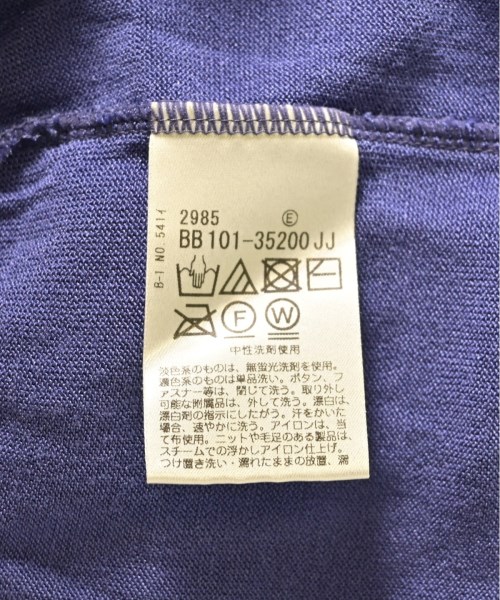 2985 Ⓔ
BB101-35200JJ
B-1 NO.5414
F W
中性洗剤使用
淡色系のものは、無蛍光洗剤を使用。
濃色系のものは単品洗い。ボタン、フ
ァスナー等は、閉じて洗う。取り外し
可能な附属品は、外して洗う。漂白は、
漂白剤の指示にしたがう。汗をかいた
場合、速やかに洗う。アイロンは、当
て布使用。ニットや毛足のある製品は、
スチームでの浮かしアイロン仕上げ。
つけ置き洗い・濡れたままの放置、濡